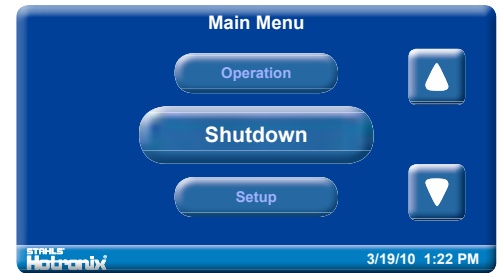 Main Menu
Operation
Shutdown
Setup
STAHLS'
Hotronix
3/19/10 1:22 PM